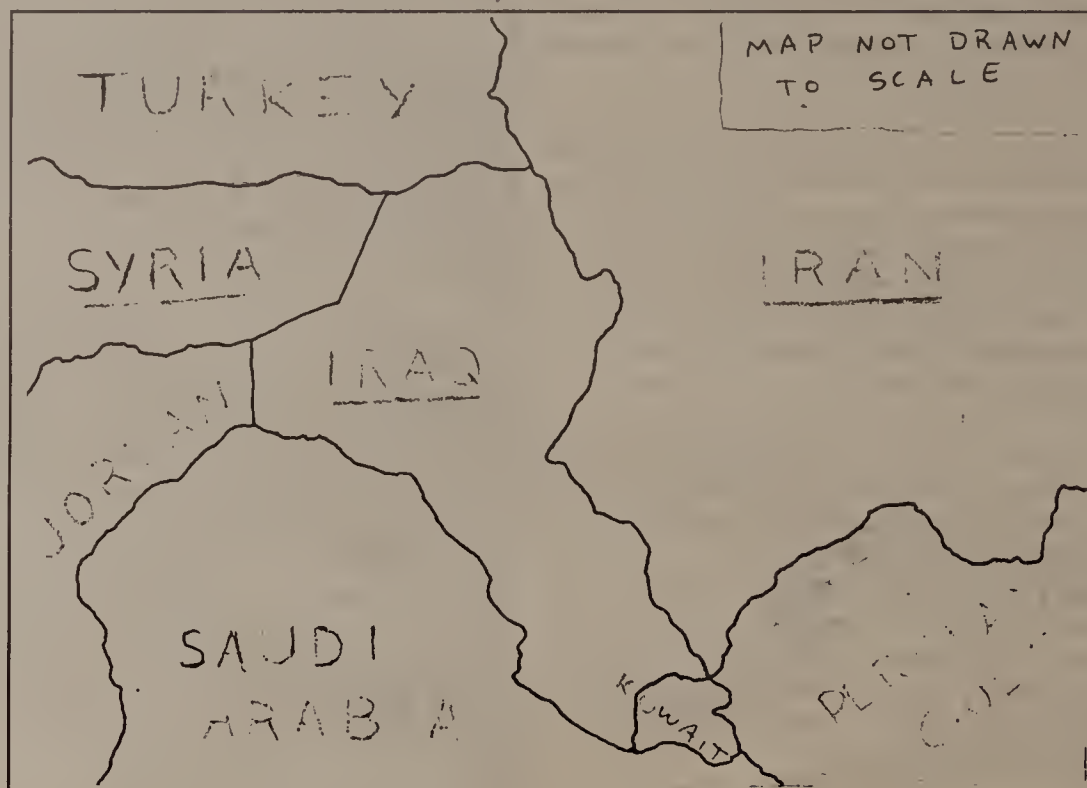 MAP NOT DRAWN
TO SCALE
TURKEY
SYRIA
IRAN
IRAQ
JORDAN
SAUDI
ARABIA
KUWAIT